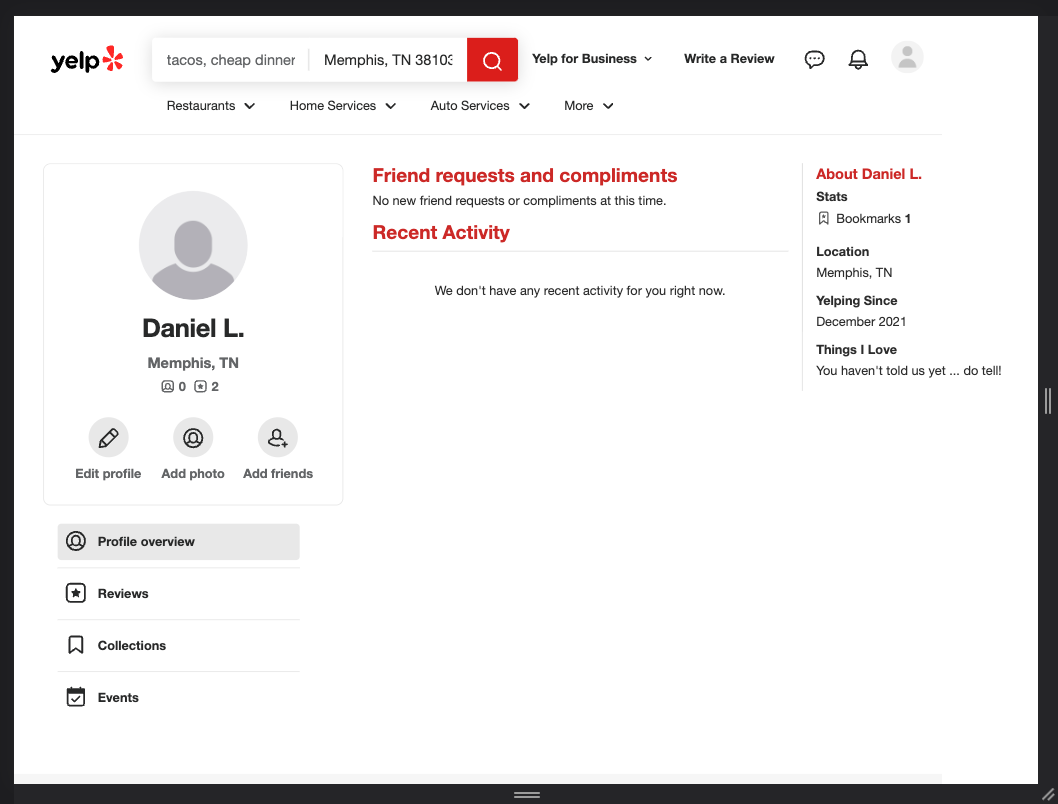 yelp
tacos, cheap dinner
Memphis, TN 38103
Yelp for Business
Write a Review
Restaurants
Home Services
Auto Services
More
Daniel L.
Memphis, TN
0 2
Edit profile
Add photo
Add friends
Profile overview
Reviews
Collections
Events
Friend requests and compliments
No new friend requests or compliments at this time.
Recent Activity
We don't have any recent activity for you right now.
About Daniel L.
Stats
Bookmarks 1
Location
Memphis, TN
Yelping Since
December 2021
Things I Love
You haven't told us yet ... do tell!